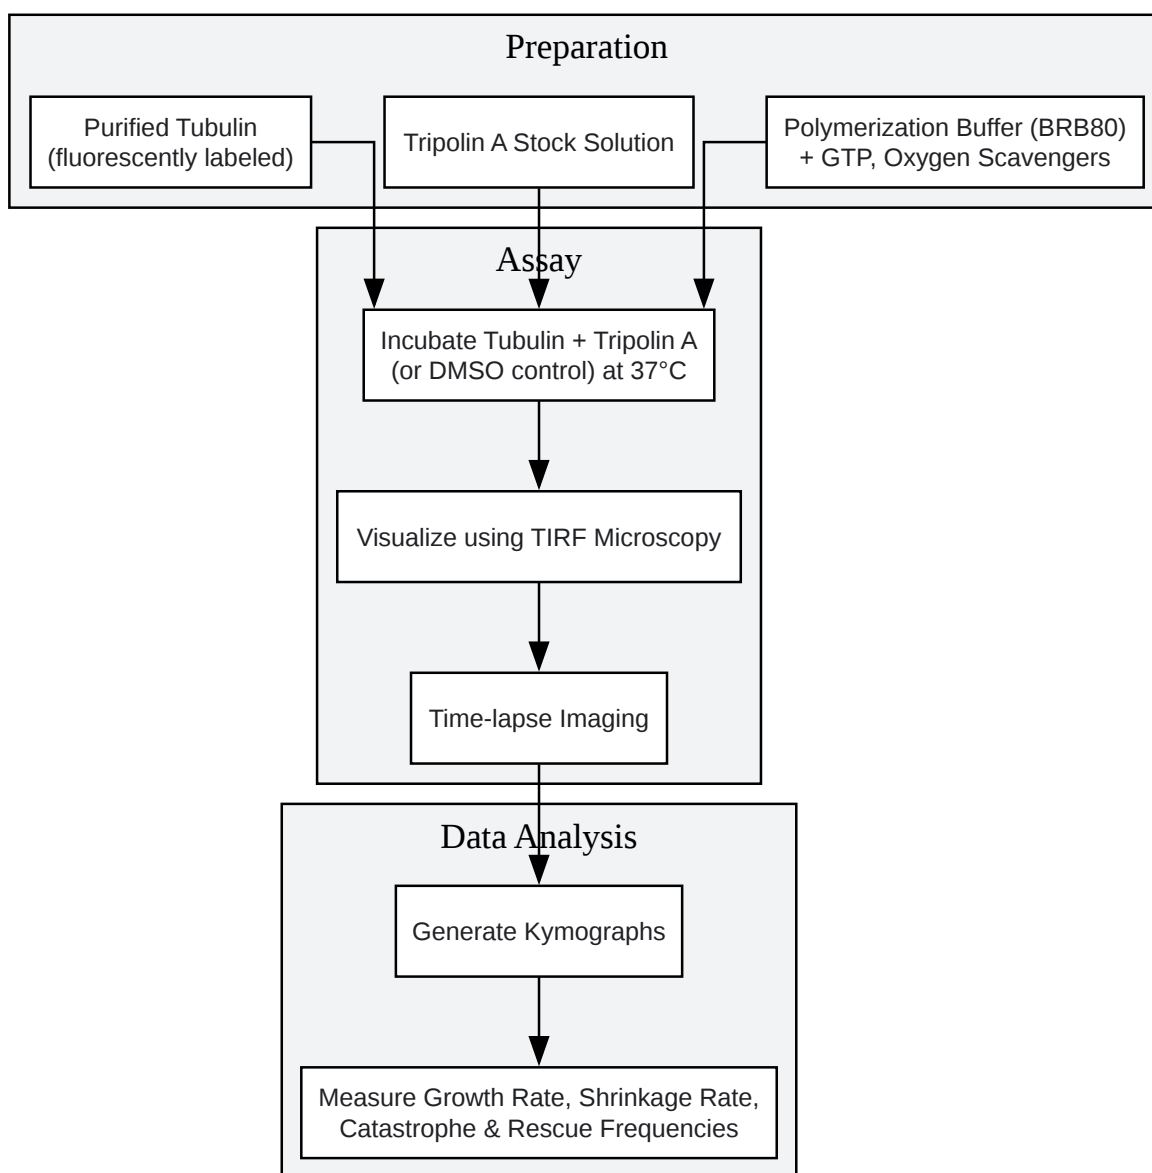 Preparation
Purified Tubulin
(fluorescently labeled)
Tripolin A Stock Solution
Polymerization Buffer (BRB80)
+ GTP, Oxygen Scavengers
Assay
Incubate Tubulin + Tripolin A
(or DMSO control) at 37°C
Visualize using TIRF Microscopy
Time-lapse Imaging
Data Analysis
Generate Kymographs
Measure Growth Rate, Shrinkage Rate,
Catastrophe & Rescue Frequencies